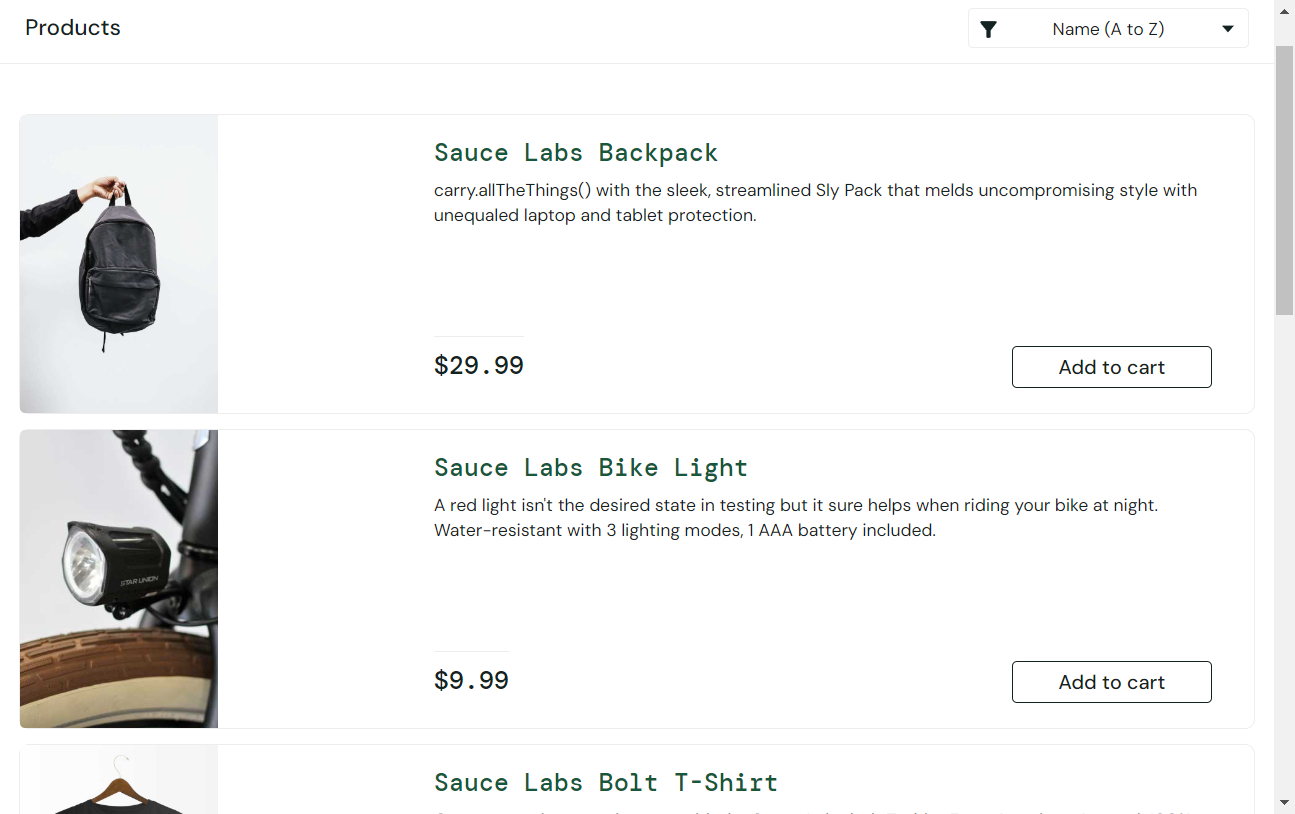 Products
Name (A to Z)
Sauce Labs Backpack
carry.allTheThings() with the sleek, streamlined Sly Pack that melds uncompromising style with
unequaled laptop and tablet protection.
$29.99
Add to cart
STAR UNION
Sauce Labs Bike Light
A red light isn't the desired state in testing but it sure helps when riding your bike at night.
Water-resistant with 3 lighting modes, 1 AAA battery included.
$9.99
Add to cart
Sauce Labs Bolt T-Shirt